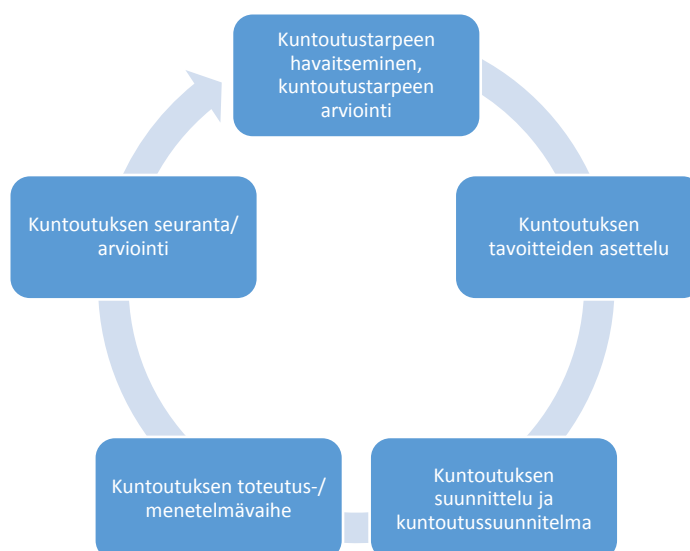 Kuntoutustarpeen
havaitseminen,
kuntoutustarpeen
arviointi
Kuntoutuksen
tavoitteiden asettelu
Kuntoutuksen
suunnittelu ja
kuntoutussuunnitelma
Kuntoutuksen toteutus-/
menetelmävaihe
Kuntoutuksen seuranta/
arviointi